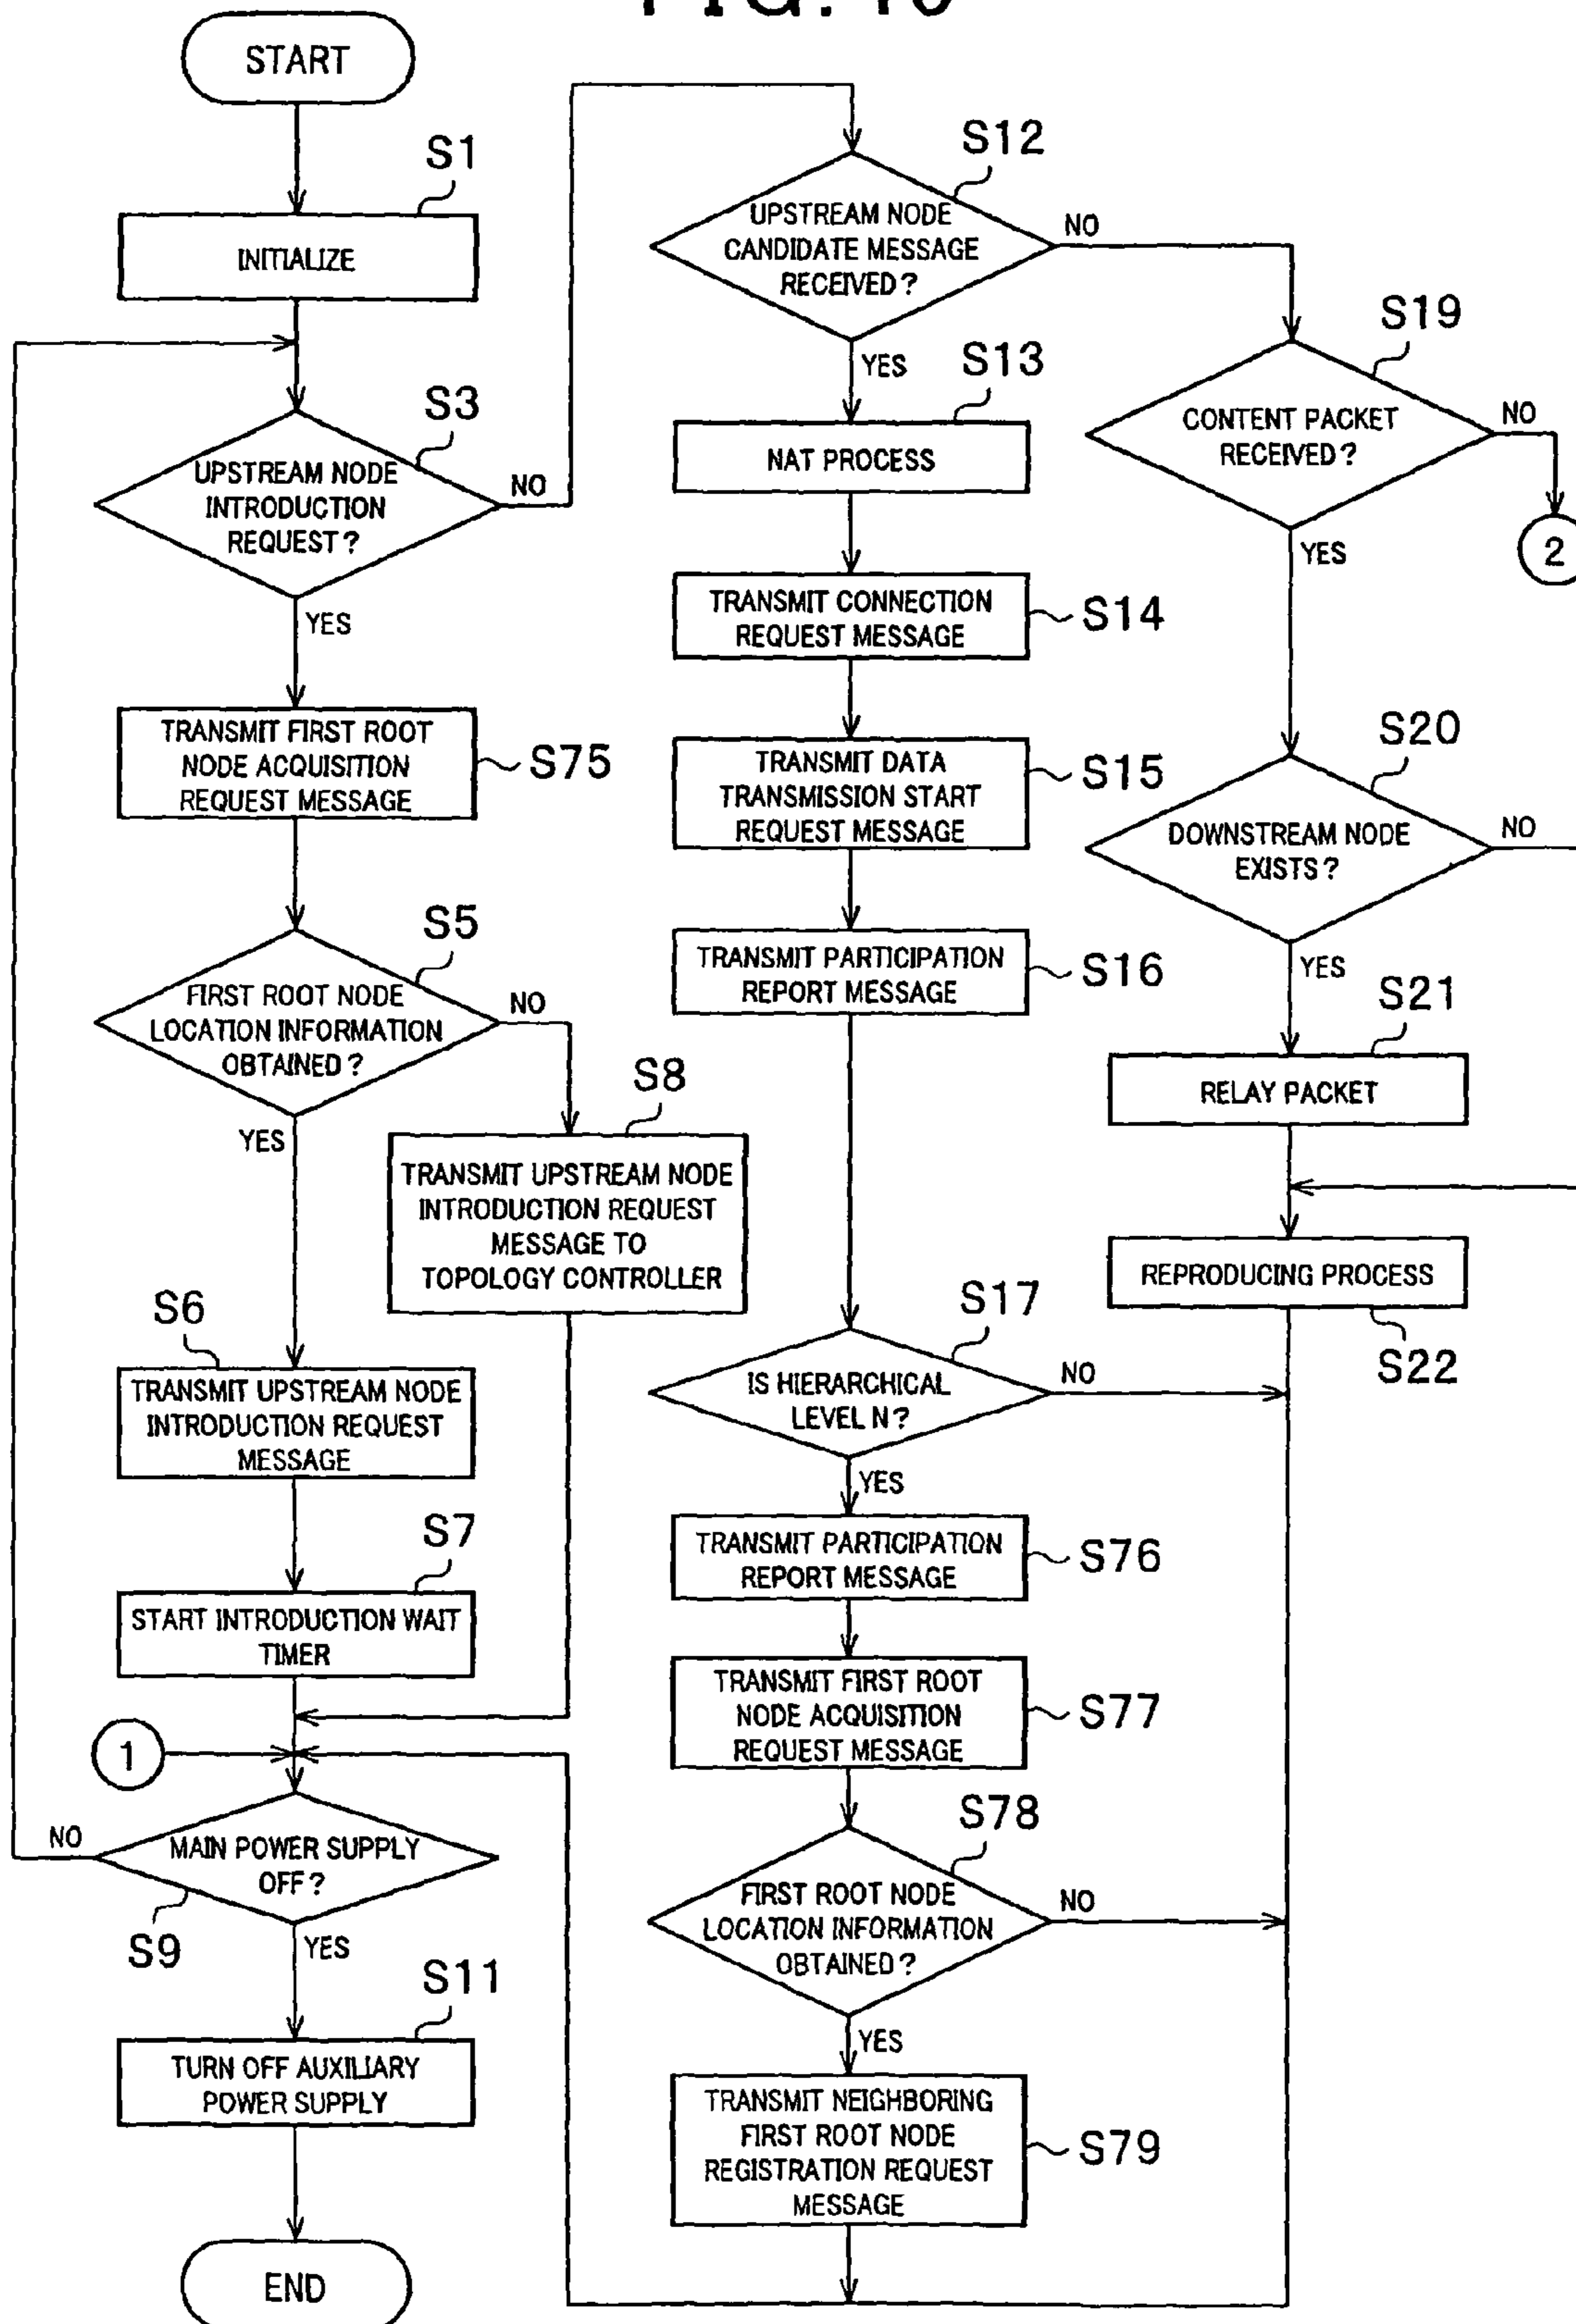 START
S1
INITIALIZE
S3
UPSTREAM NODE
INTRODUCTION
REQUEST?
NO
YES
TRANSMIT FIRST ROOT
NODE ACQUISITION
REQUEST MESSAGE
S75
S5
FIRST ROOT NODE
LOCATION INFORMATION
OBTAINED?
NO
YES
S8
TRANSMIT UPSTREAM NODE
INTRODUCTION REQUEST
MESSAGE TO
TOPOLOGY CONTROLLER
S6
TRANSMIT UPSTREAM NODE
INTRODUCTION REQUEST
MESSAGE
S7
START INTRODUCTION WAIT
TIMER
1
MAIN POWER SUPPLY
OFF?
NO
S9
YES
S11
TURN OFF AUXILIARY
POWER SUPPLY
END
S12
UPSTREAM NODE
CANDIDATE MESSAGE
RECEIVED?
NO
YES
S13
NAT PROCESS
TRANSMIT CONNECTION
REQUEST MESSAGE
S14
TRANSMIT DATA
TRANSMISSION START
REQUEST MESSAGE
S15
TRANSMIT PARTICIPATION
REPORT MESSAGE
S16
S17
IS HIERARCHICAL
LEVEL N?
NO
YES
TRANSMIT PARTICIPATION
REPORT MESSAGE
S76
TRANSMIT FIRST ROOT
NODE ACQUISITION
REQUEST MESSAGE
S77
S78
FIRST ROOT NODE
LOCATION INFORMATION
OBTAINED?
NO
YES
TRANSMIT NEIGHBORING
FIRST ROOT NODE
REGISTRATION REQUEST
MESSAGE
S79
S19
CONTENT PACKET
RECEIVED?
NO
2
YES
S20
DOWNSTREAM NODE
EXISTS?
NO
YES
S21
RELAY PACKET
REPRODUCING PROCESS
S22